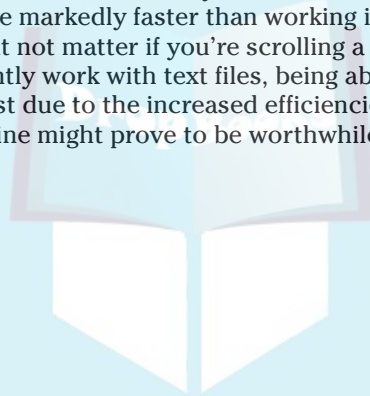 e markedly faster than working i
t not matter if you're scrolling a
ntly work with text files, being ab
st due to the increased efficienci
ine might prove to be worthwhile
DropBooks